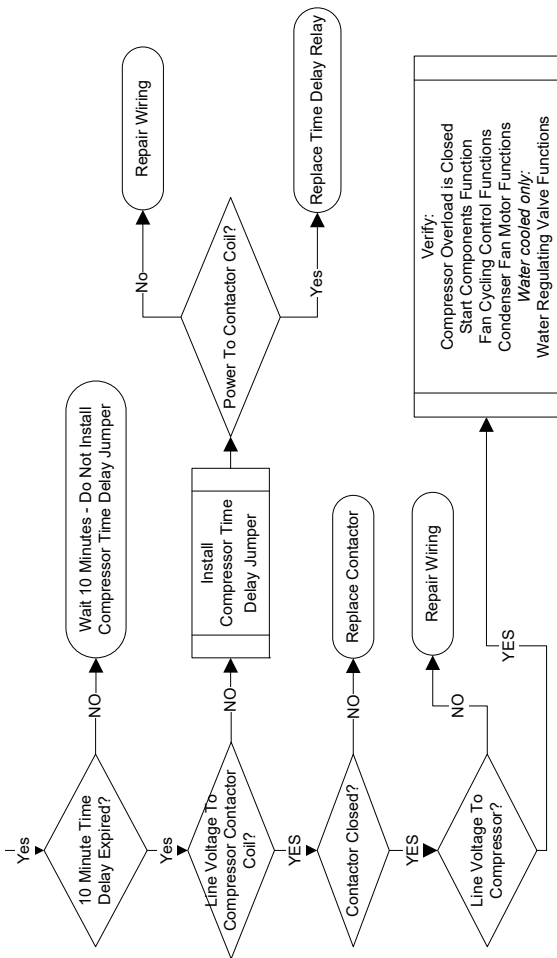 Yes
10 Minute Time
Delay Expired?
NO
Wait 10 Minutes - Do Not Install
Compressor Time Delay Jumper
Yes
Line Voltage To
Compressor Contactor
Coil?
NO
Install
Compressor Time
Delay Jumper
Power To Contactor Coil?
No
Repair Wiring
Yes
Replace Time Delay Relay
YES
Contactor Closed?
NO
Replace Contactor
YES
Line Voltage To
Compressor?
NO
Repair Wiring
YES
Verify:
Compressor Overload is Closed
Start Components Function
Fan Cycling Control Functions
Condenser Fan Motor Functions
Water cooled only:
Water Regulating Valve Functions